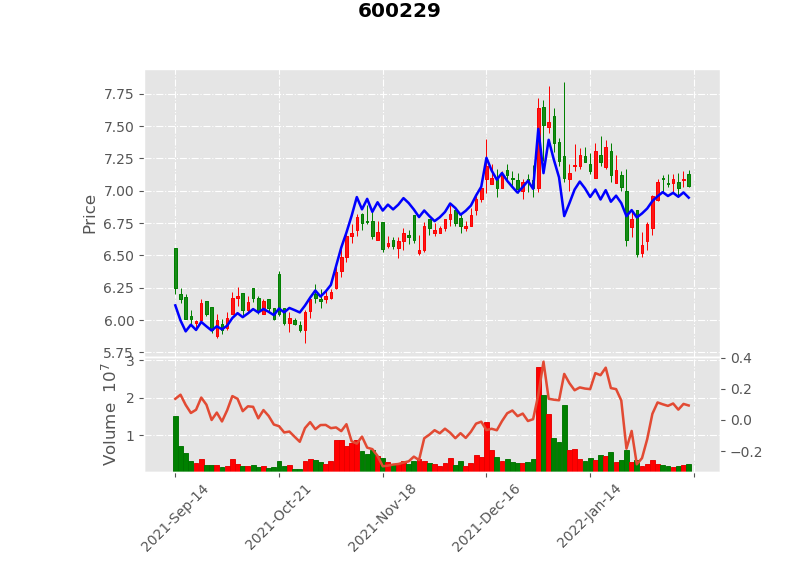 600229
Price
7.75
7.50
7.25
7.00
6.75
6.50
6.25
6.00
5.75
Volume 10^7
3
2
1
0.4
0.2
0.0
−0.2
2021-Sep-14
2021-Oct-21
2021-Nov-18
2021-Dec-16
2022-Jan-14